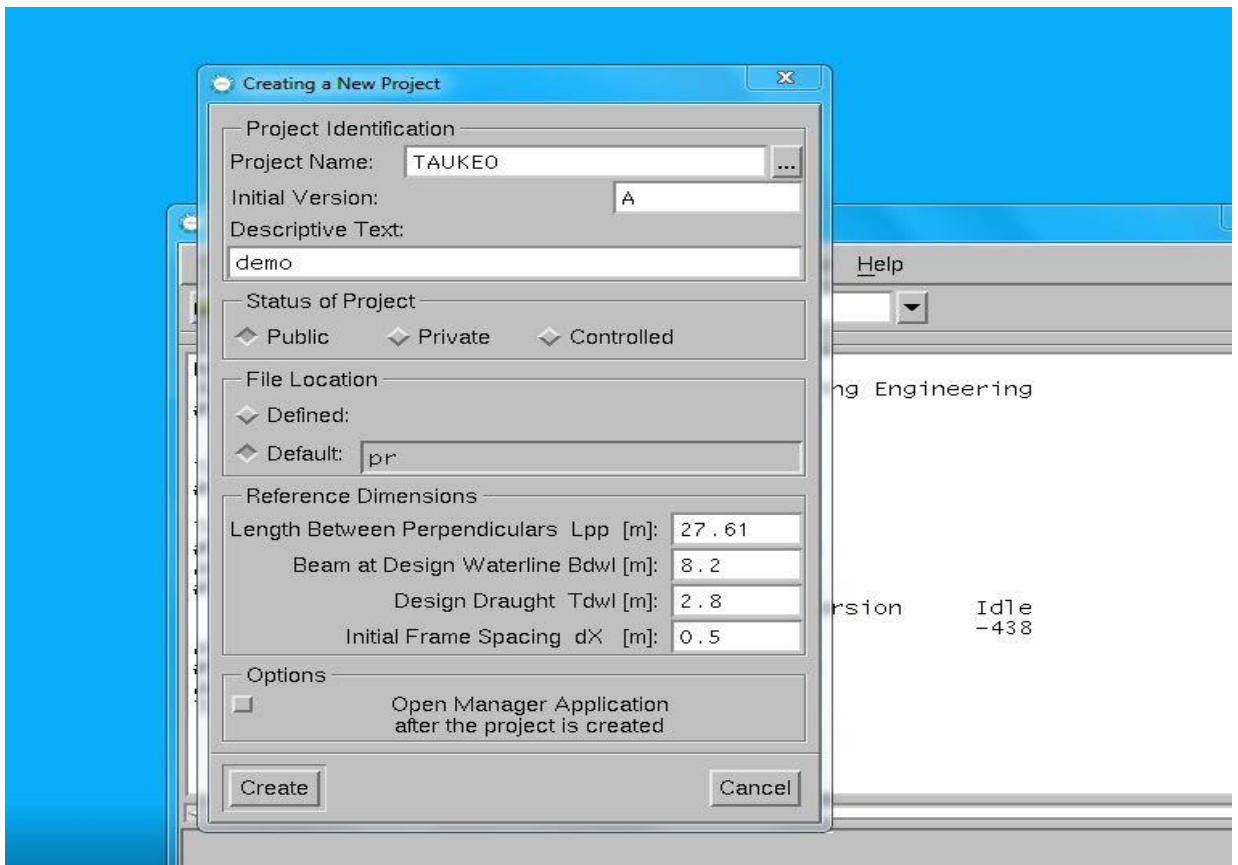 Creating a New Project
Project Identification
Project Name: TAUKEO ...
Initial Version: A
Descriptive Text:
demo
Status of Project
Public Private Controlled
File Location
Defined:
Default: pr
Reference Dimensions
Length Between Perpendiculars Lpp [m]: 27.61
Beam at Design Waterline Bdwl [m]: 8.2
Design Draught Tdwl [m]: 2.8
Initial Frame Spacing dX [m]: 0.5
Options
Open Manager Application
after the project is created
Create Cancel
Help
ng Engineering
rsion Idle
-438